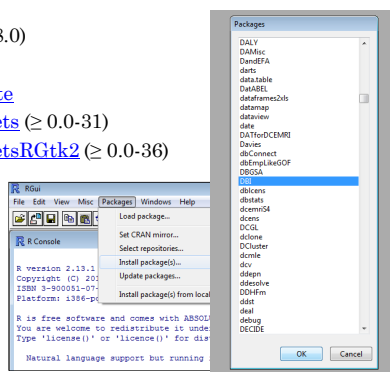 3.0)
te
ets (≥ 0.0-31)
etsRGtk2 (≥ 0.0-36)
RGui
File Edit View Misc Packages Windows Help
Load package...
Set CRAN mirror...
Select repositories...
Install package(s)...
Update packages...
Install package(s) from local
R Console
R version 2.13.1
Copyright (C) 201
ISBN 3-900051-07-
Platform: i386-pc
R is free software and comes with ABSOLU
You are welcome to redistribute it unde
Type 'license()' or 'licence()' for dis
Natural language support but running
Packages
DALY
DAMisc
DandEFA
darts
data.table
DatABEL
dataframes2xls
datamap
dataview
date
DATforDCEMRI
Davies
dbConnect
dbEmpLikeGOF
DBGSA
DBI
dblcens
dbstats
dcemriS4
dcens
DCGL
dclone
DCluster
dcmle
dcv
ddepn
ddesolve
DDHFm
ddst
deal
debug
DECIDE
OK
Cancel